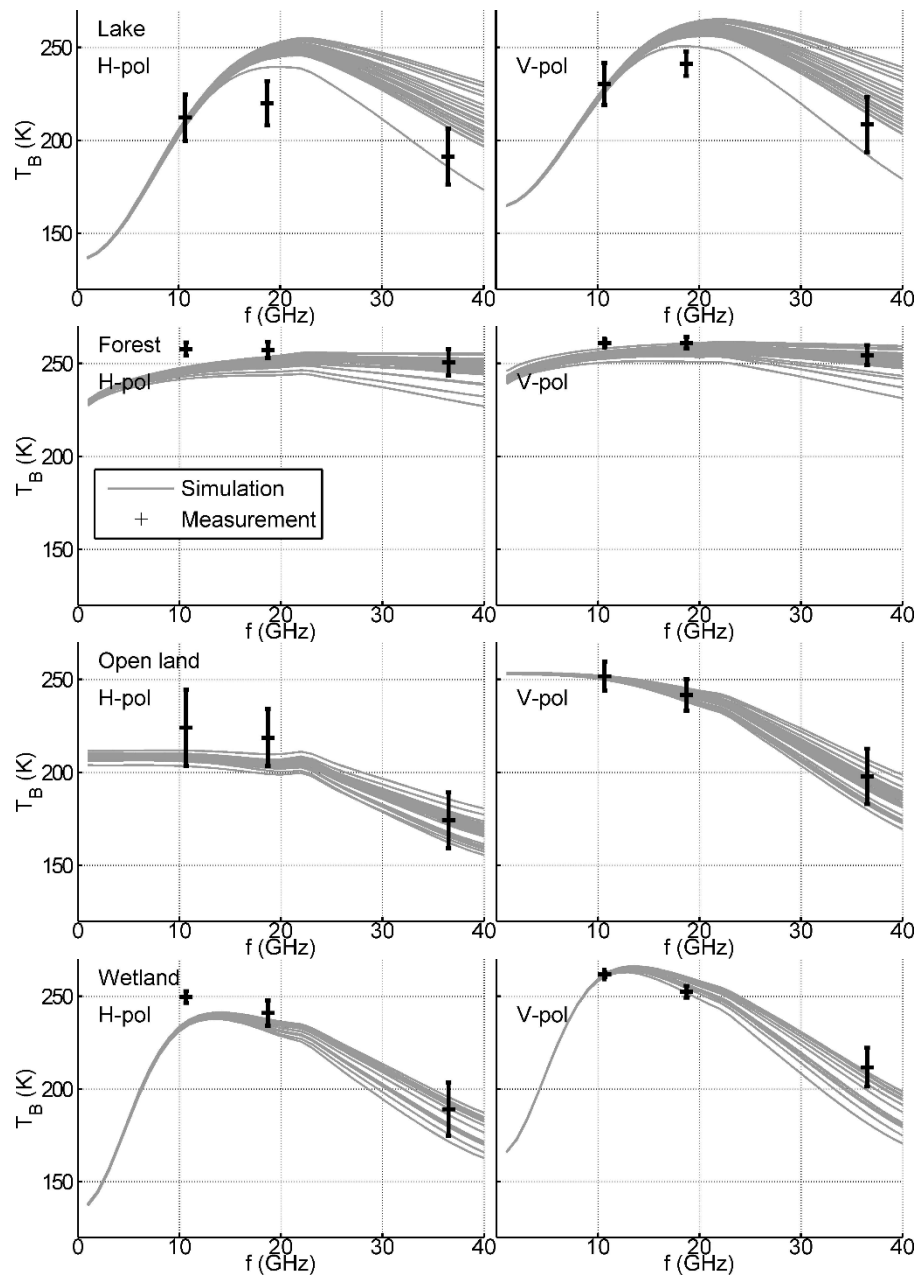 Lake
H-pol
V-pol
T_B (K)
250
200
150
0 10 20 30 40
f (GHz)
0 10 20 30 40
f (GHz)
Forest
H-pol
V-pol
T_B (K)
250
200
150
Simulation
Measurement
0 10 20 30 40
f (GHz)
0 10 20 30 40
f (GHz)
Open land
H-pol
V-pol
T_B (K)
250
200
150
0 10 20 30 40
f (GHz)
0 10 20 30 40
f (GHz)
Wetland
H-pol
V-pol
T_B (K)
250
200
150
0 10 20 30 40
f (GHz)
0 10 20 30 40
f (GHz)